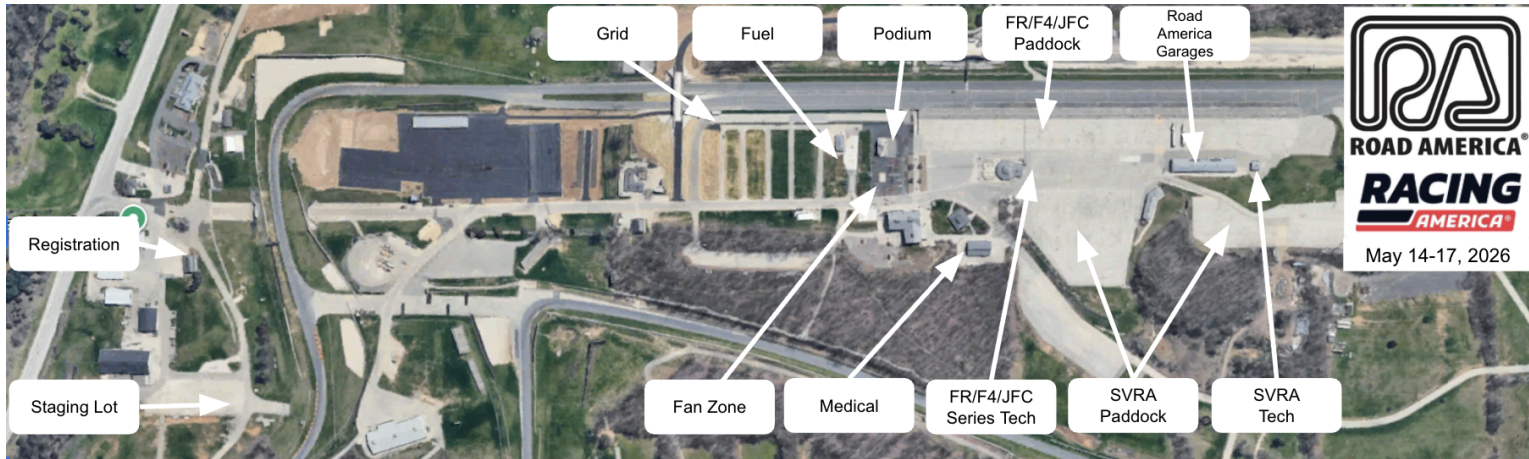 Grid
Fuel
Podium
FR/F4/JFC
Paddock
Road
America
Garages
ROAD AMERICA®
RACING
AMERICA®
May 14-17, 2026
Registration
Staging Lot
Fan Zone
Medical
FR/F4/JFC
Series Tech
SVRA
Paddock
SVRA
Tech